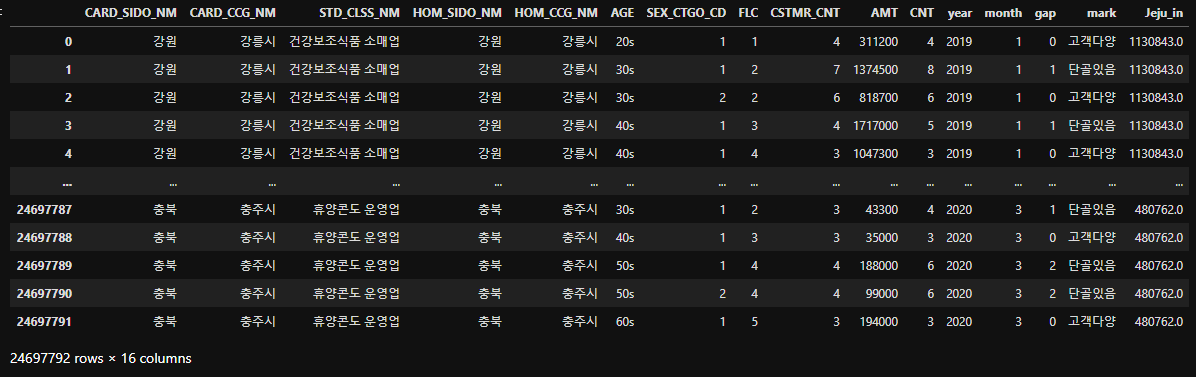 CARD_SIDO_NM CARD_CCG_NM STD_CLSS_NM HOM_SIDO_NM HOM_CCG_NM AGE SEX_CTGO_CD FLC CSTMR_CNT AMT CNT year month gap mark Jeju_in
0 강원 강릉시 건강보조식품 소매업 강원 강릉시 20s 1 1 4 311200 4 2019 1 0 고객다양 1130843.0
1 강원 강릉시 건강보조식품 소매업 강원 강릉시 30s 1 2 7 1374500 8 2019 1 1 단골있음 1130843.0
2 강원 강릉시 건강보조식품 소매업 강원 강릉시 30s 2 2 6 818700 6 2019 1 0 고객다양 1130843.0
3 강원 강릉시 건강보조식품 소매업 강원 강릉시 40s 1 3 4 1717000 5 2019 1 1 단골있음 1130843.0
4 강원 강릉시 건강보조식품 소매업 강원 강릉시 40s 1 4 3 1047300 3 2019 1 0 고객다양 1130843.0
... ... ... ... ... ... ... ... ... ... ... ... ... ... ... ... ...
24697787 충북 충주시 휴양콘도 운영업 충북 충주시 30s 1 2 3 43300 4 2020 3 1 단골있음 480762.0
24697788 충북 충주시 휴양콘도 운영업 충북 충주시 40s 1 3 3 35000 3 2020 3 0 고객다양 480762.0
24697789 충북 충주시 휴양콘도 운영업 충북 충주시 50s 1 4 4 188000 6 2020 3 2 단골있음 480762.0
24697790 충북 충주시 휴양콘도 운영업 충북 충주시 50s 2 4 4 99000 6 2020 3 2 단골있음 480762.0
24697791 충북 충주시 휴양콘도 운영업 충북 충주시 60s 1 5 3 194000 3 2020 3 0 고객다양 480762.0
24697792 rows × 16 columns